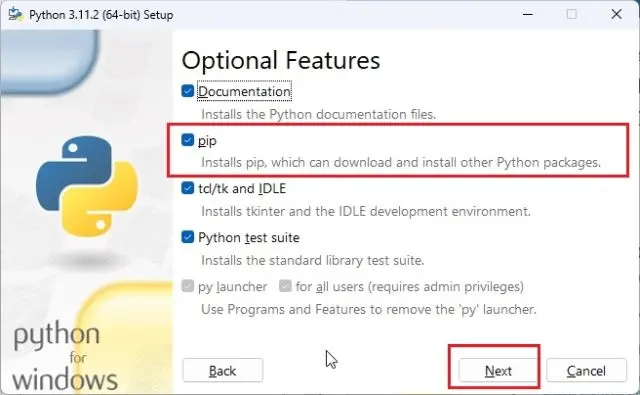 Python 3.11.2 (64-bit) Setup
Optional Features
Documentation
Installs the Python documentation files.
pip
Installs pip, which can download and install other Python packages.
tcl/tk and IDLE
Installs tkinter and the IDLE development environment.
Python test suite
Installs the standard library test suite.
py launcher for all users (requires admin privileges)
Use Programs and Features to remove the 'py' launcher.
python
for
windows
Back Next Cancel